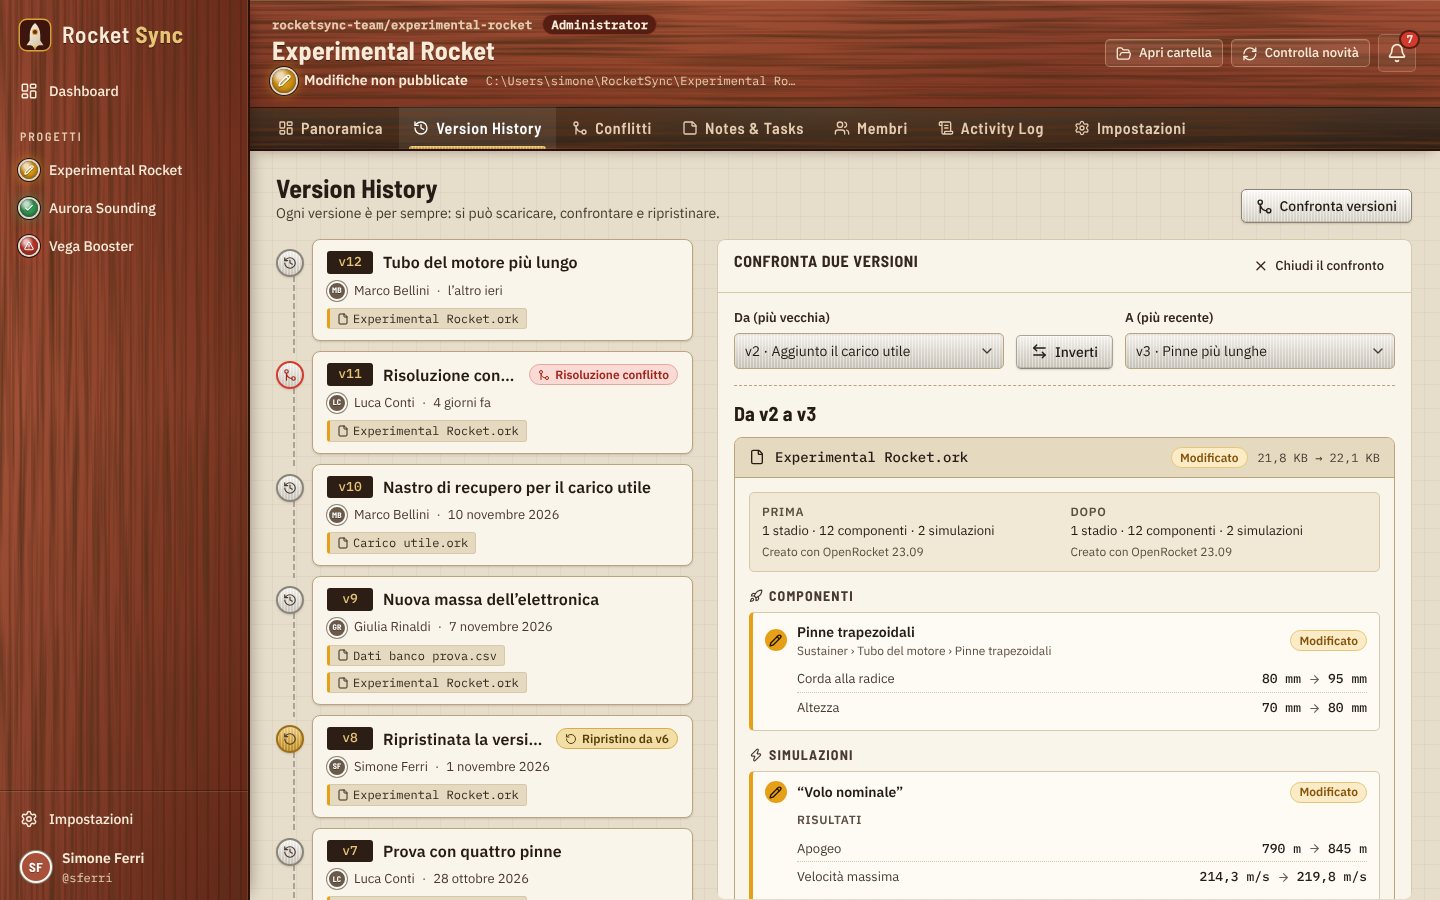 Rocket Sync
Dashboard
PROGETTI
Experimental Rocket
Aurora Sounding
Vega Booster
Impostazioni
SF
Simone Ferri
@sferri
rocketsync-team/experimental-rocket
Administrator
Experimental Rocket
Modifiche non pubblicate
C:\Users\simone\RocketSync\Experimental Ro…
Apri cartella
Controlla novità
7
Panoramica
Version History
Conflitti
Notes & Tasks
Membri
Activity Log
Impostazioni
Version History
Ogni versione è per sempre: si può scaricare, confrontare e ripristinare.
Confronta versioni
v12
Tubo del motore più lungo
MB
Marco Bellini · l’altro ieri
Experimental Rocket.ork
v11
Risoluzione con…
Risoluzione conflitto
LC
Luca Conti · 4 giorni fa
Experimental Rocket.ork
v10
Nastro di recupero per il carico utile
MB
Marco Bellini · 10 novembre 2026
Carico utile.ork
v9
Nuova massa dell’elettronica
GR
Giulia Rinaldi · 7 novembre 2026
Dati banco prova.csv
Experimental Rocket.ork
v8
Ripristinata la versi…
Ripristino da v6
SF
Simone Ferri · 1 novembre 2026
Experimental Rocket.ork
v7
Prova con quattro pinne
LC
Luca Conti · 28 ottobre 2026
CONFRONTA DUE VERSIONI
Chiudi il confronto
Da (più vecchia)
A (più recente)
v2 · Aggiunto il carico utile
Inverti
v3 · Pinne più lunghe
Da v2 a v3
Experimental Rocket.ork
Modificato
21,8 KB → 22,1 KB
PRIMA
1 stadio · 12 componenti · 2 simulazioni
Creato con OpenRocket 23.09
DOPO
1 stadio · 12 componenti · 2 simulazioni
Creato con OpenRocket 23.09
COMPONENTI
Pinne trapezoidali
Sustainer › Tubo del motore › Pinne trapezoidali
Modificato
Corda alla radice 80 mm → 95 mm
Altezza 70 mm → 80 mm
SIMULAZIONI
“Volo nominale”
Modificato
RISULTATI
Apogeo 790 m → 845 m
Velocità massima 214,3 m/s → 219,8 m/s